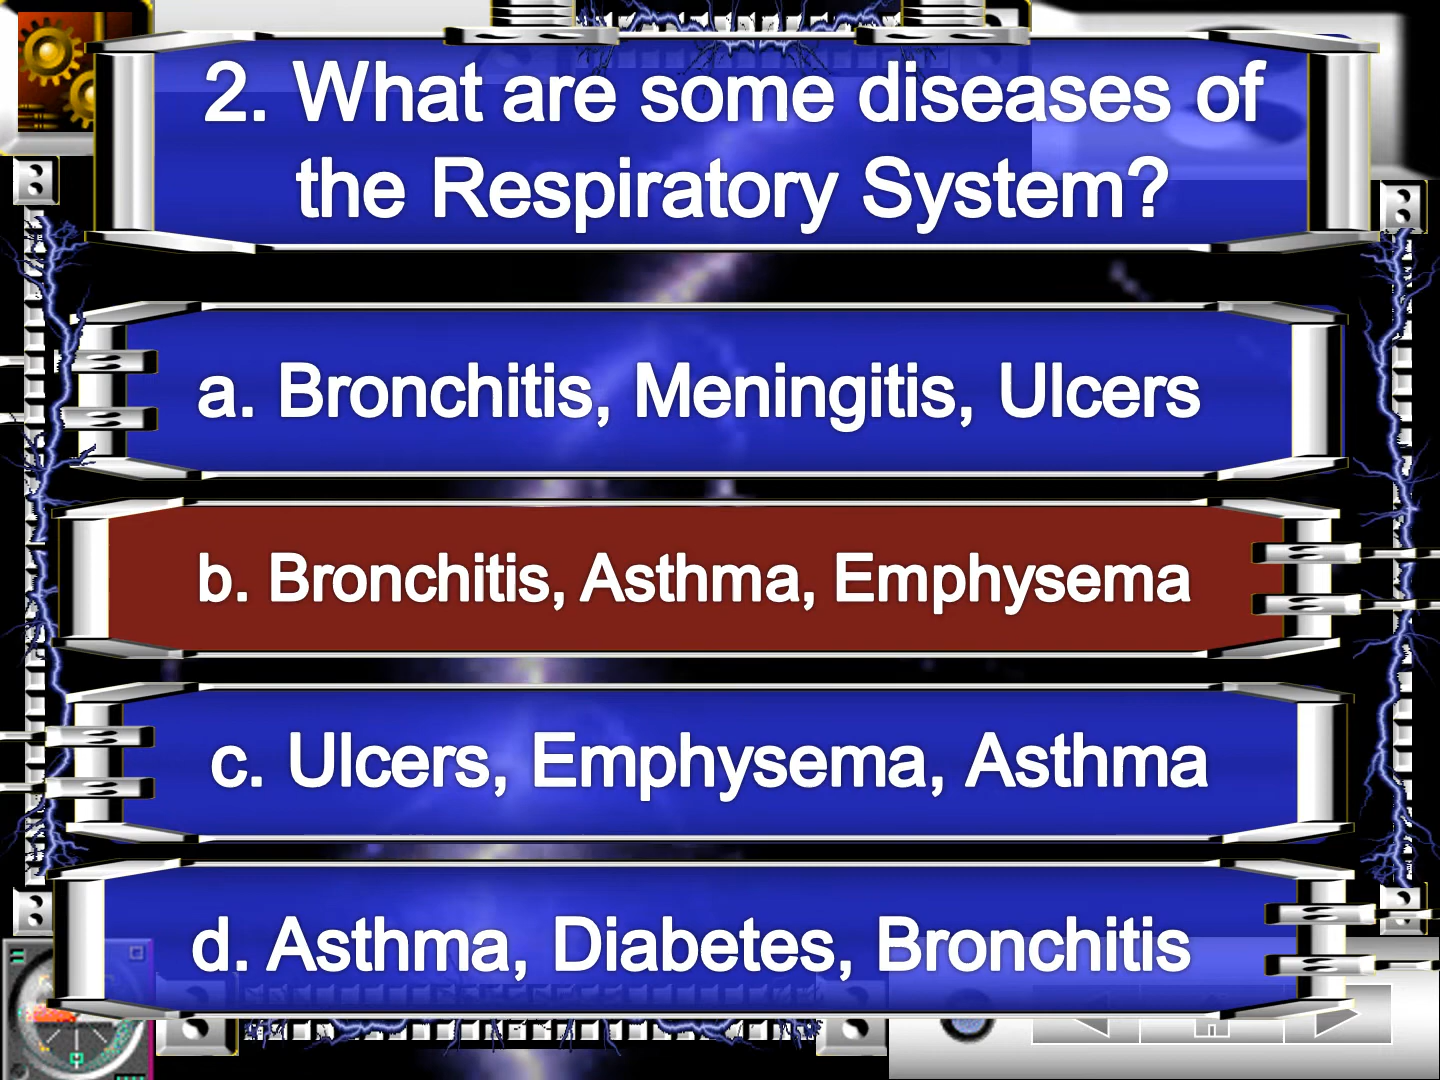 2. What are some diseases of
the Respiratory System?
a. Bronchitis, Meningitis, Ulcers
b. Bronchitis, Asthma, Emphysema
c. Ulcers, Emphysema, Asthma
d. Asthma, Diabetes, Bronchitis